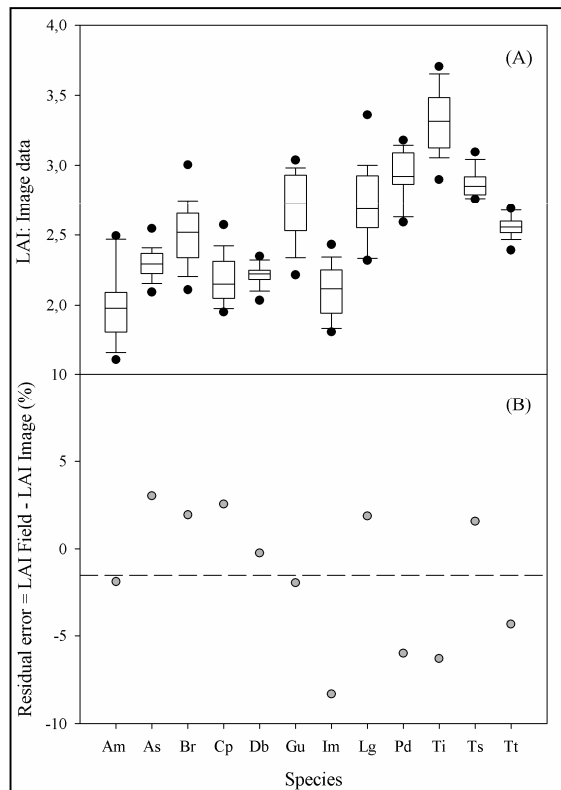 4,0
(A)
3,5
3,0
2,5
2,0
LAI: Image data
10
(B)
5
0
-5
-10
Residual error = LAI Field - LAI Image (%)
Am As Br Cp Db Gu Im Lg Pd Ti Ts Tt
Species